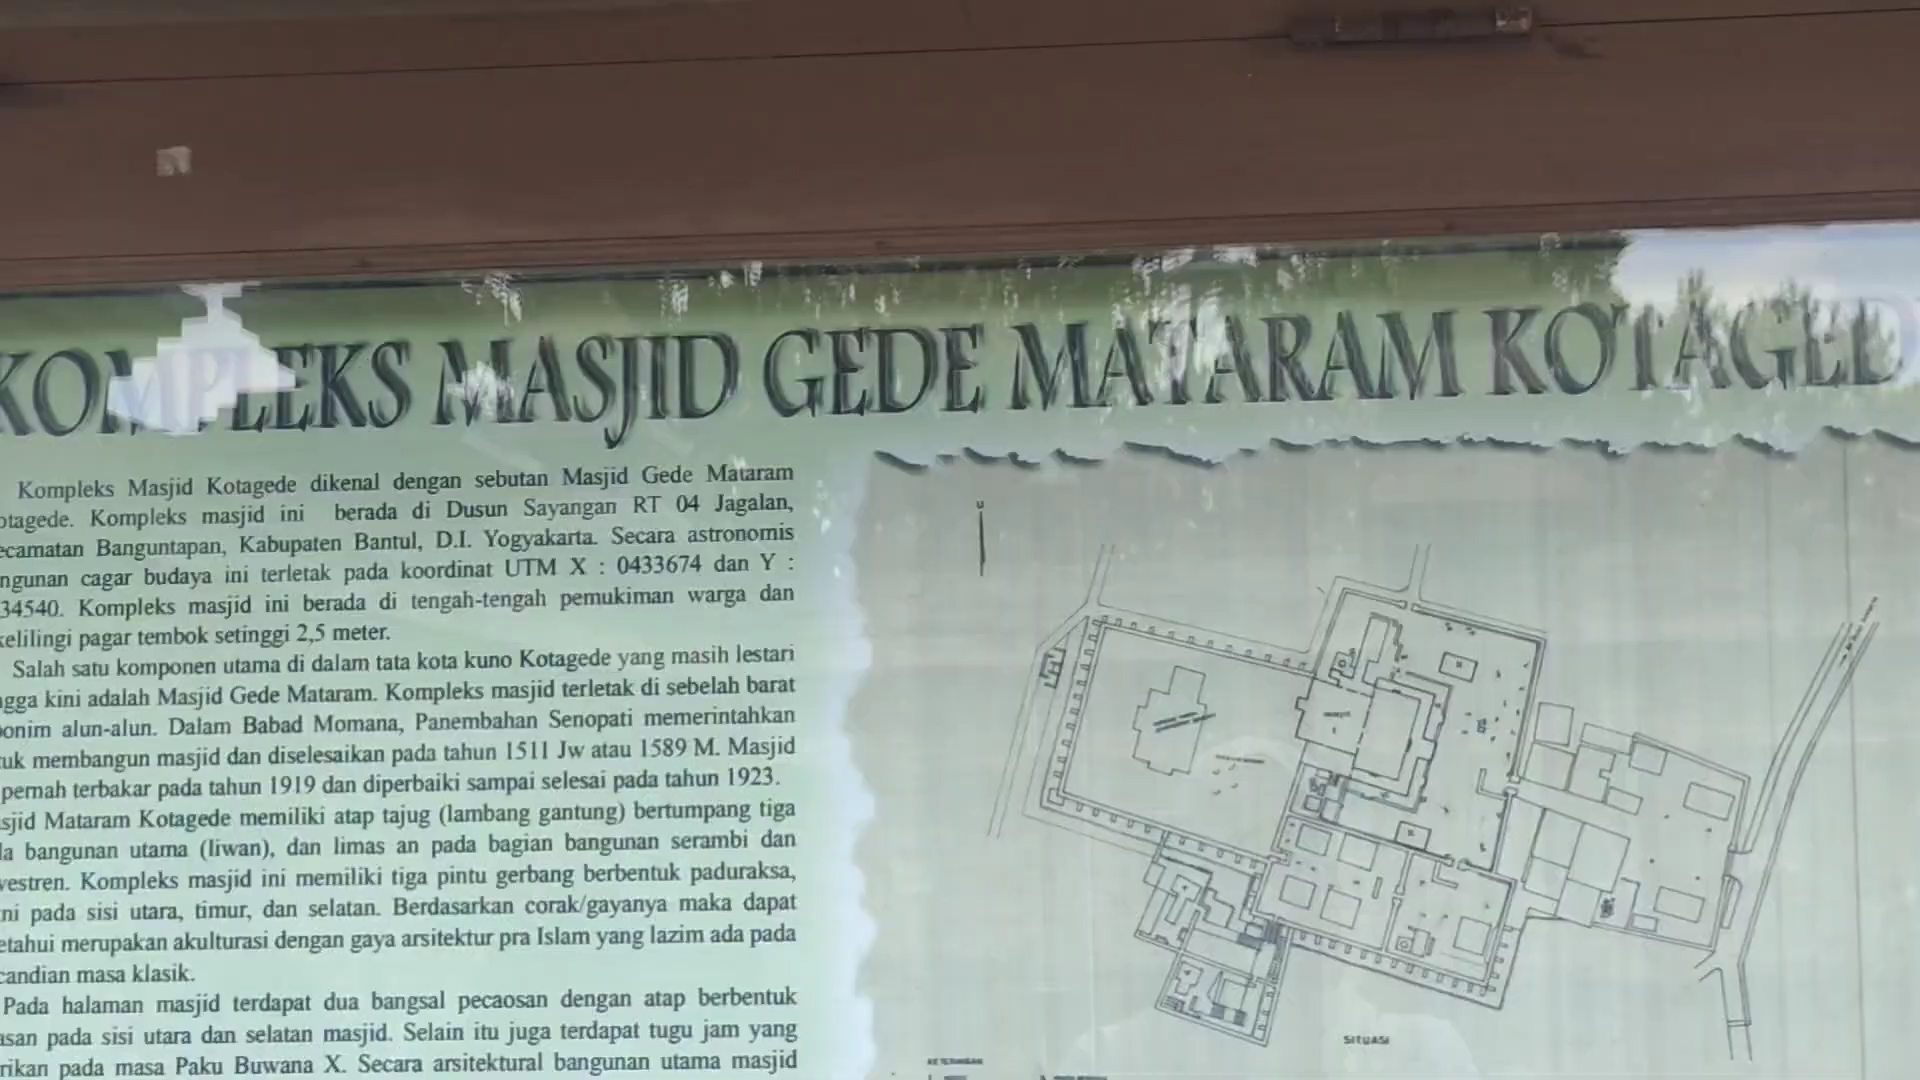 KOMPLEKS MASJID GEDE MATARAM KOTAGED
Kompleks Masjid Kotagede dikenal dengan sebutan Masjid Gede Mataram
otagede. Kompleks masjid ini berada di Dusun Sayangan RT 04 Jagalan,
ecamatan Banguntapan, Kabupaten Bantul, D.I. Yogyakarta. Secara astronomis
ngunan cagar budaya ini terletak pada koordinat UTM X : 0433674 dan Y :
34540. Kompleks masjid ini berada di tengah-tengah pemukiman warga dan
kelilingi pagar tembok setinggi 2,5 meter.
Salah satu komponen utama di dalam tata kota kuno Kotagede yang masih lestari
ngga kini adalah Masjid Gede Mataram. Kompleks masjid terletak di sebelah barat
onim alun-alun. Dalam Babad Momana, Panembahan Senopati memerintahkan
tuk membangun masjid dan diselesaikan pada tahun 1511 Jw atau 1589 M. Masjid
pernah terbakar pada tahun 1919 dan diperbaiki sampai selesai pada tahun 1923.
sjid Mataram Kotagede memiliki atap tajug (lambang gantung) bertumpang tiga
da bangunan utama (liwan), dan limas an pada bagian bangunan serambi dan
westren. Kompleks masjid ini memiliki tiga pintu gerbang berbentuk paduraksa,
ni pada sisi utara, timur, dan selatan. Berdasarkan corak/gayanya maka dapat
etahui merupakan akulturasi dengan gaya arsitektur pra Islam yang lazim ada pada
candian masa klasik.
Pada halaman masjid terdapat dua bangsal pecaosan dengan atap berbentuk
asan pada sisi utara dan selatan masjid. Selain itu juga terdapat tugu jam yang
rikan pada masa Paku Buwana X. Secara arsitektural bangunan utama masjid
U
SITUASI
KETERANGAN